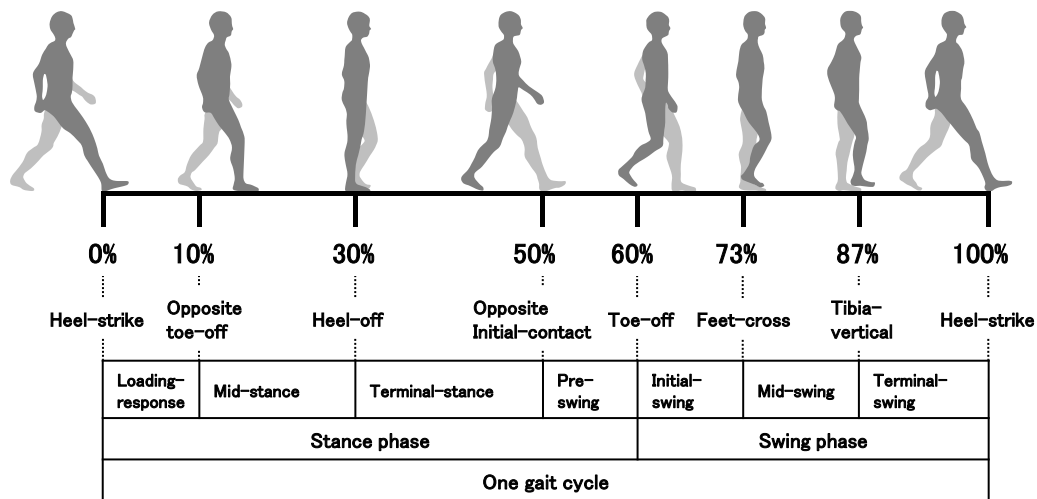 0%
10%
30%
50%
60%
73%
87%
100%
Heel-strike
Opposite
toe-off
Heel-off
Opposite
Initial-contact
Toe-off
Feet-cross
Tibia-
vertical
Heel-strike
Loading-
response
Mid-stance
Terminal-stance
Pre-
swing
Initial-
swing
Mid-swing
Terminal-
swing
Stance phase
Swing phase
One gait cycle